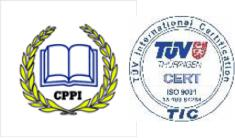 CPPI
TÜV International Certification
TÜV
THÜRINGEN
CERT
ISO 9001
TIC